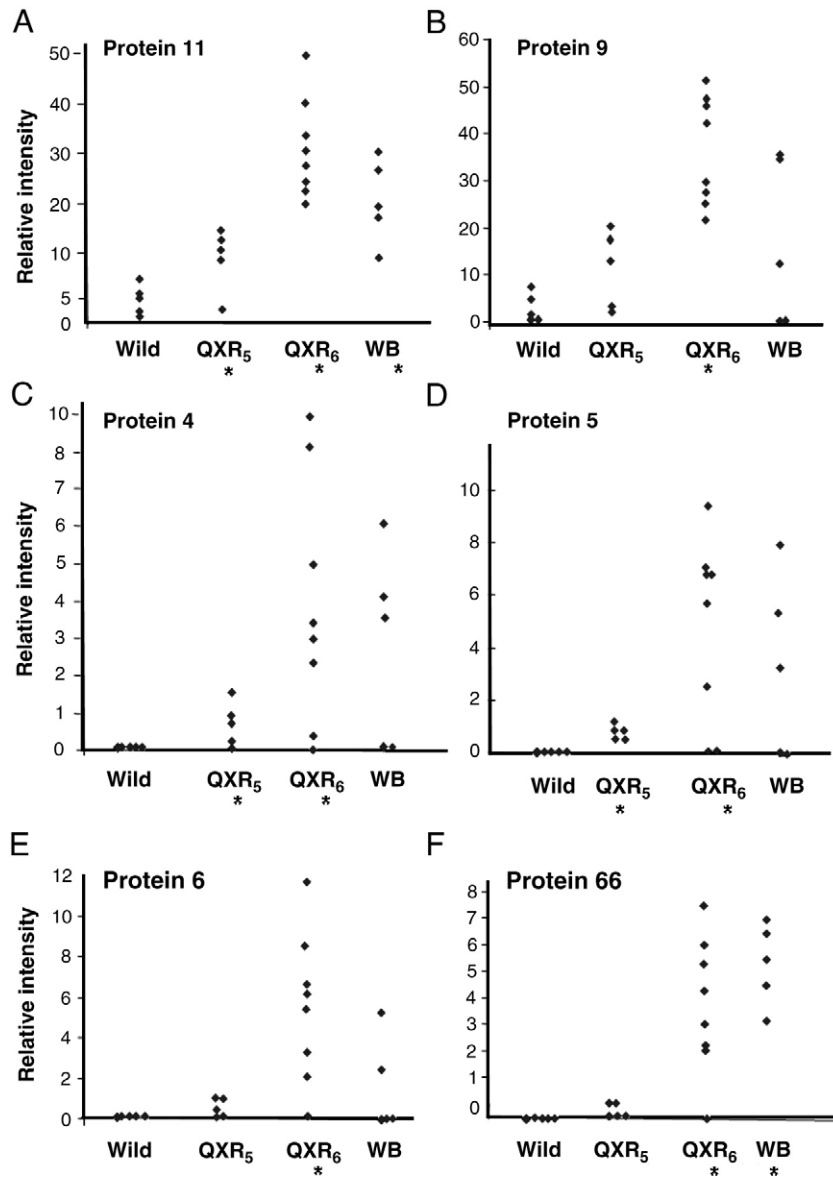 A
Protein 11
Relative intensity
50
40
30
20
10
5
0
Wild QXR5 QXR6 WB
* * *
B
Protein 9
60
50
40
30
20
10
0
Wild QXR5 QXR6 WB
*
C
Protein 4
Relative intensity
10
9
8
7
6
5
4
3
2
1
0
Wild QXR5 QXR6 WB
* *
D
Protein 5
10
8
6
4
2
0
Wild QXR5 QXR6 WB
* *
E
Protein 6
Relative intensity
12
10
8
6
4
2
0
Wild QXR5 QXR6 WB
*
F
Protein 66
8
7
6
5
4
3
2
1
0
Wild QXR5 QXR6 WB
* *